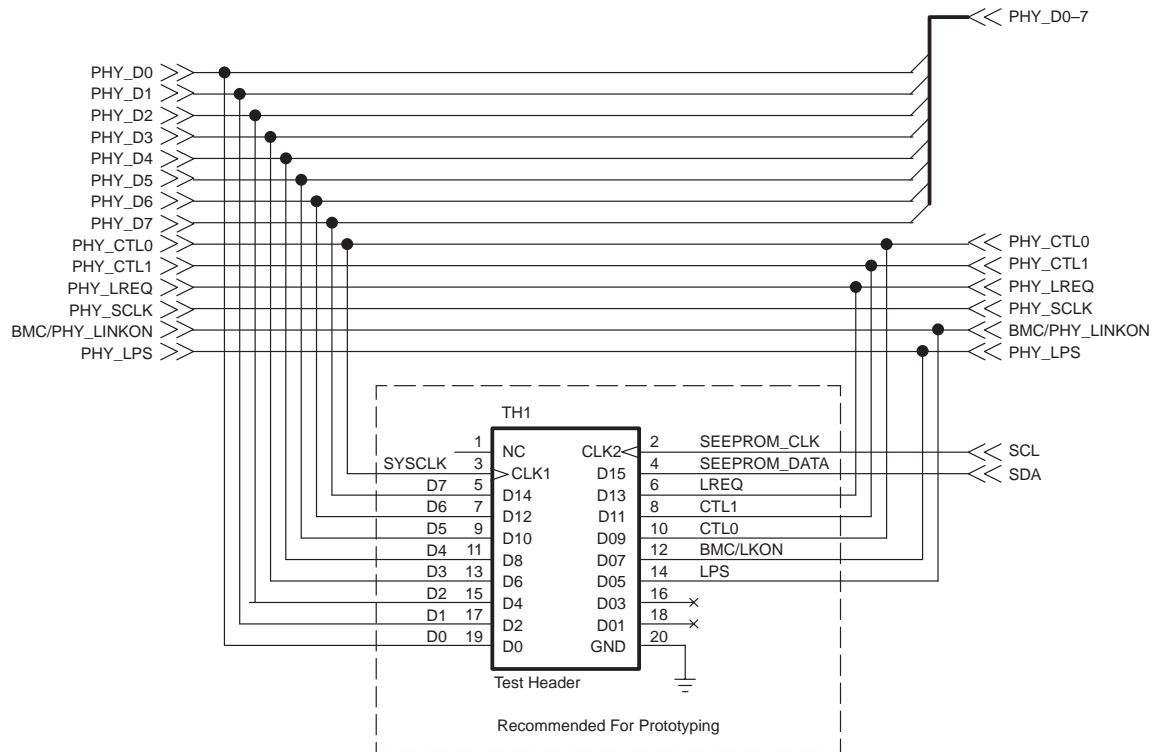 PHY_D0–7
PHY_D0
PHY_D1
PHY_D2
PHY_D3
PHY_D4
PHY_D5
PHY_D6
PHY_D7
PHY_CTL0 PHY_CTL0
PHY_CTL1 PHY_CTL1
PHY_LREQ PHY_LREQ
PHY_SCLK PHY_SCLK
BMC/PHY_LINKON BMC/PHY_LINKON
PHY_LPS PHY_LPS
TH1
1 NC CLK2 2 SEEPROM_CLK SCL
SYSCLK 3 CLK1 D15 4 SEEPROM_DATA SDA
D7 5 D14 D13 6 LREQ
D6 7 D12 D11 8 CTL1
D5 9 D10 D09 10 CTL0
D4 11 D8 D07 12 BMC/LKON
D3 13 D6 D05 14 LPS
D2 15 D4 D03 16
D1 17 D2 D01 18
D0 19 D0 GND 20
Test Header
Recommended For Prototyping